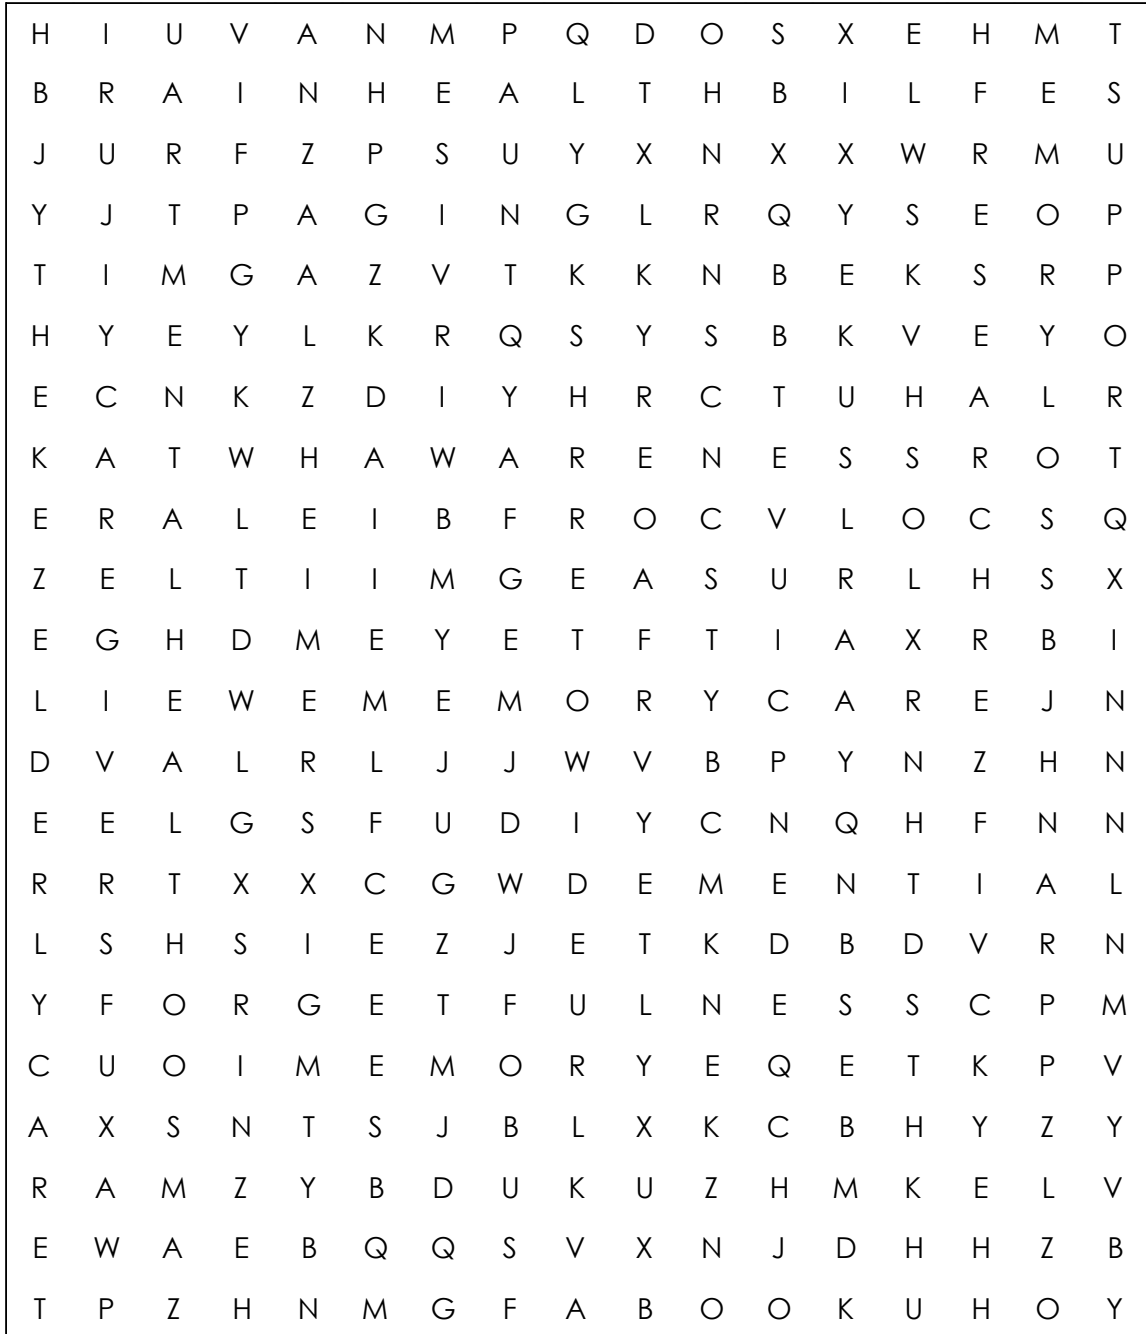 H I U V A N M P Q D O S X E H M T
B R A I N H E A L T H B I L F E S
J U R F Z P S U Y X N X X W R M U
Y J T P A G I N G L R Q Y S E O P
T I M G A Z V T K K N B E K S R P
H Y E Y L K R Q S Y S B K V E Y O
E C N K Z D I Y H R C T U H A L R
K A T W H A W A R E N E S S R O T
E R A L E I B F R O C V L O C S Q
Z E L T I I M G E A S U R L H S X
E G H D M E Y E T F T I A X R B I
L I E W E M E M O R Y C A R E J N
D V A L R L J J W V B P Y N Z H N
E E L G S F U D I Y C N Q H F N N
R R T X X C G W D E M E N T I A L
L S H S I E Z J E T K D B D V R N
Y F O R G E T F U L N E S S C P M
C U O I M E M O R Y E Q E T K P V
A X S N T S J B L X K C B H Y Z Y
R A M Z Y B D U K U Z H M K E L V
E W A E B Q Q S V X N J D H H Z B
T P Z H N M G F A B O O K U H O Y